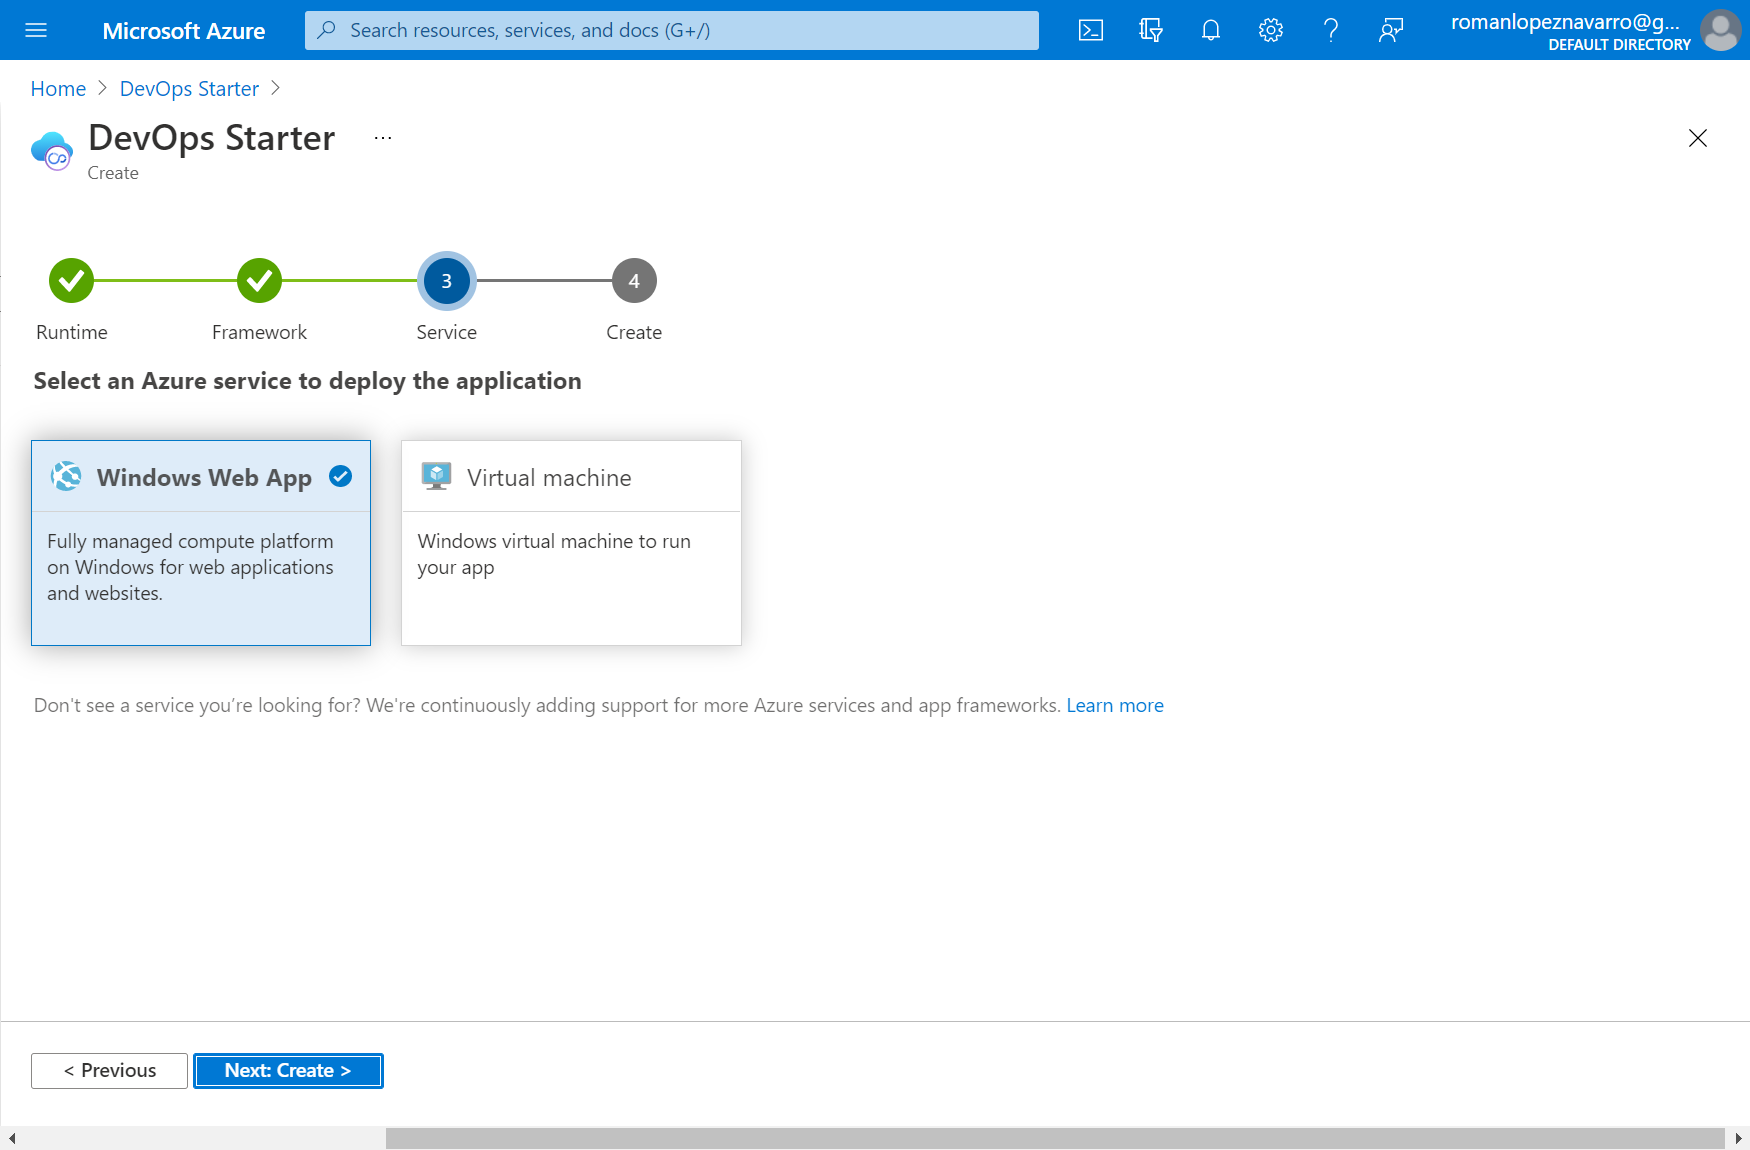 Microsoft Azure
Search resources, services, and docs (G+/)
romanlopeznavarro@g...
DEFAULT DIRECTORY
Home > DevOps Starter >
DevOps Starter ...
Create
3
4
Runtime
Framework
Service
Create
Select an Azure service to deploy the application
Windows Web App
Fully managed compute platform
on Windows for web applications
and websites.
Virtual machine
Windows virtual machine to run
your app
Don't see a service you’re looking for? We're continuously adding support for more Azure services and app frameworks. Learn more
< Previous
Next: Create >